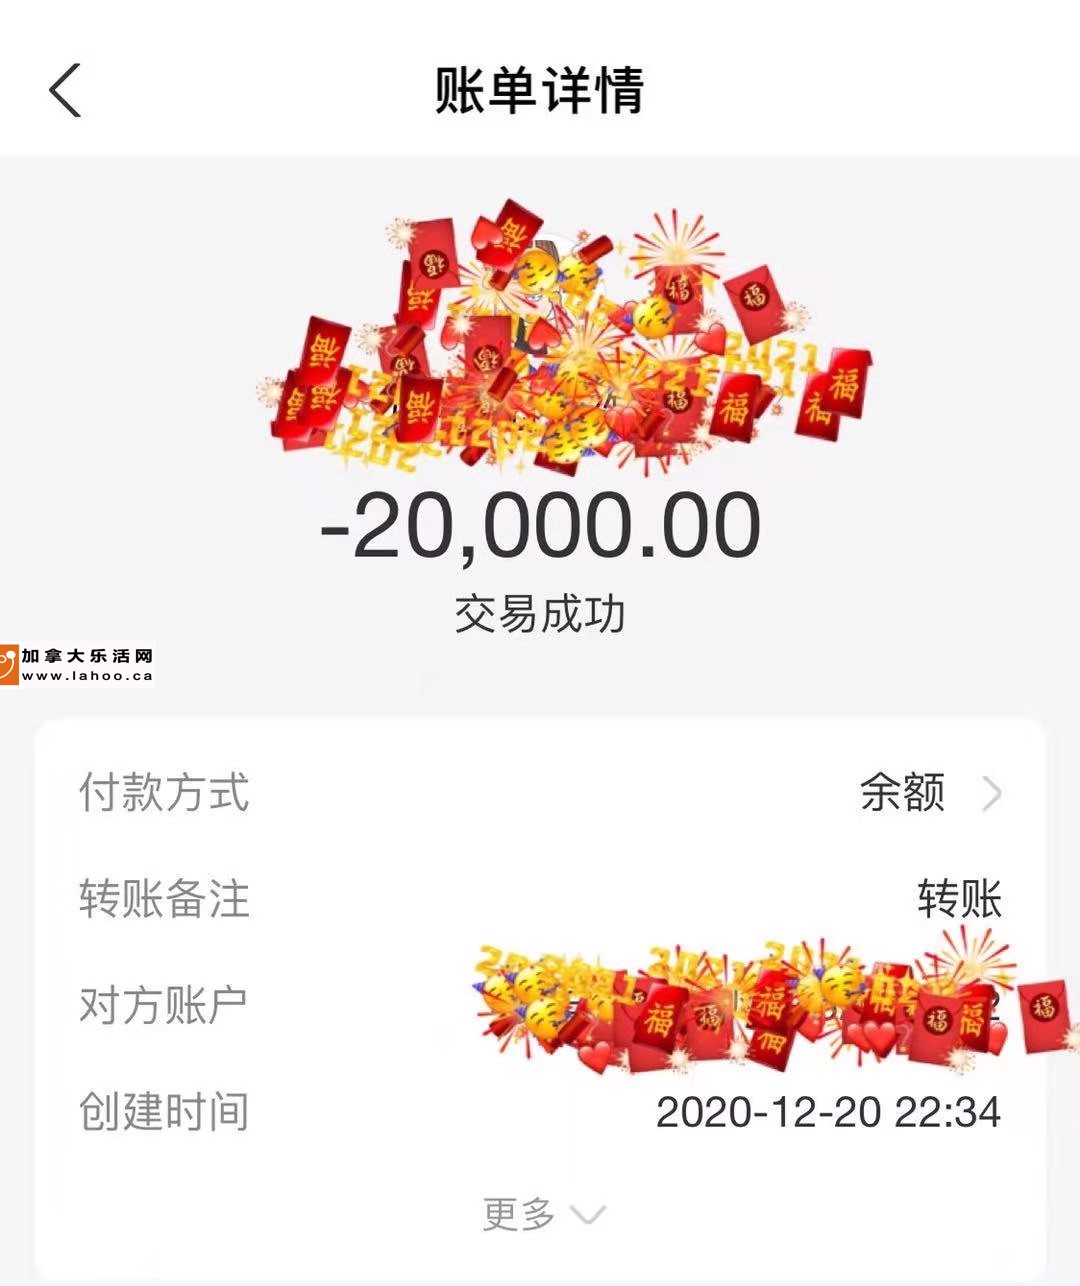 账单详情
-20,000.00
交易成功
加拿大乐活网
www.lahoo.ca
付款方式 余额
转账备注 转账
对方账户
创建时间 2020-12-20 22:34
更多